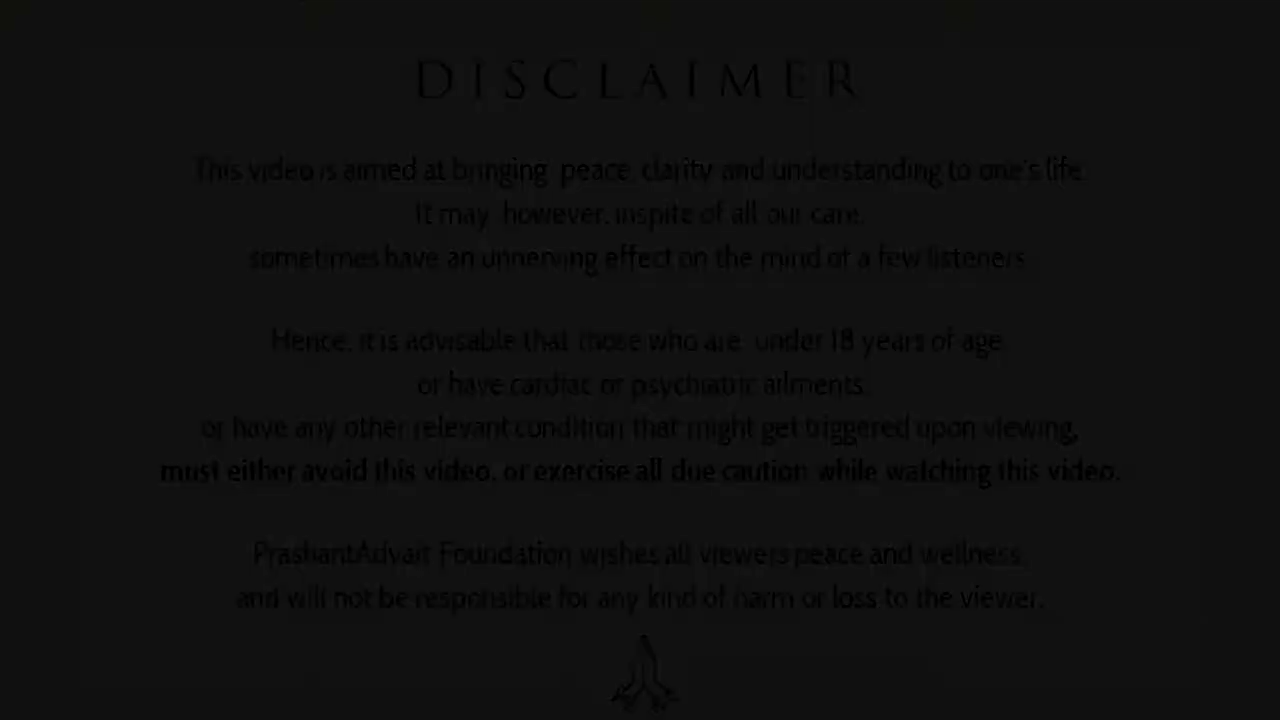 DISCLAIMER
This video is aimed at bringing peace, clarity and understanding to one's life.
It may, however, inspite of all our care,
sometimes have an unnerving effect on the mind of a few listeners.
Hence, it is advisable that those who are under 18 years of age,
or have cardiac or psychiatric ailments,
or have any other relevant condition that might get triggered upon viewing,
must either avoid this video, or exercise all due caution while watching this video.
PrashantAdvait Foundation wishes all viewers peace and wellness
and will not be responsible for any kind of harm or loss to the viewer.